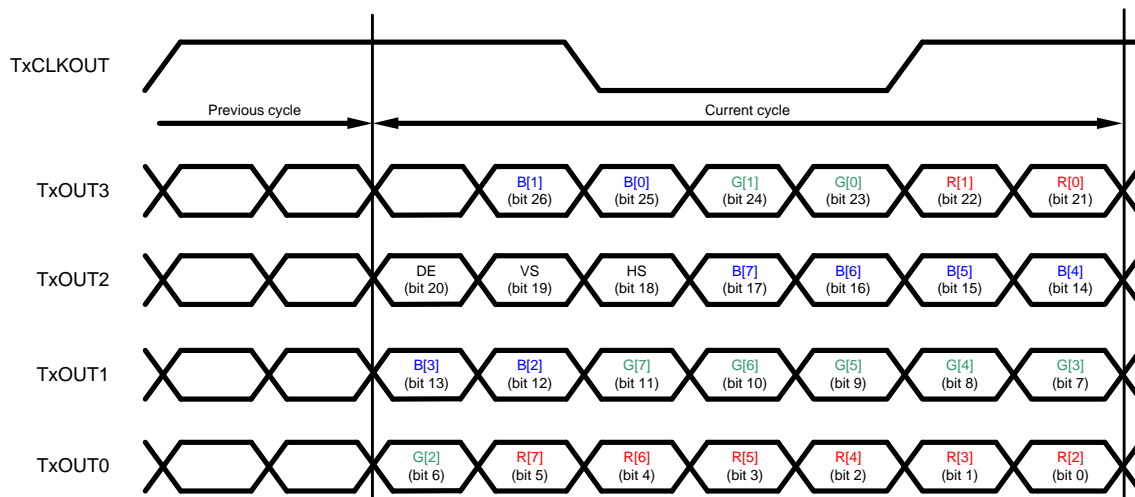 TxCLKOUT
Previous cycle
Current cycle
TxOUT3
B[1]
(bit 26)
B[0]
(bit 25)
G[1]
(bit 24)
G[0]
(bit 23)
R[1]
(bit 22)
R[0]
(bit 21)
TxOUT2
DE
(bit 20)
VS
(bit 19)
HS
(bit 18)
B[7]
(bit 17)
B[6]
(bit 16)
B[5]
(bit 15)
B[4]
(bit 14)
TxOUT1
B[3]
(bit 13)
B[2]
(bit 12)
G[7]
(bit 11)
G[6]
(bit 10)
G[5]
(bit 9)
G[4]
(bit 8)
G[3]
(bit 7)
TxOUT0
G[2]
(bit 6)
R[7]
(bit 5)
R[6]
(bit 4)
R[5]
(bit 3)
R[4]
(bit 2)
R[3]
(bit 1)
R[2]
(bit 0)